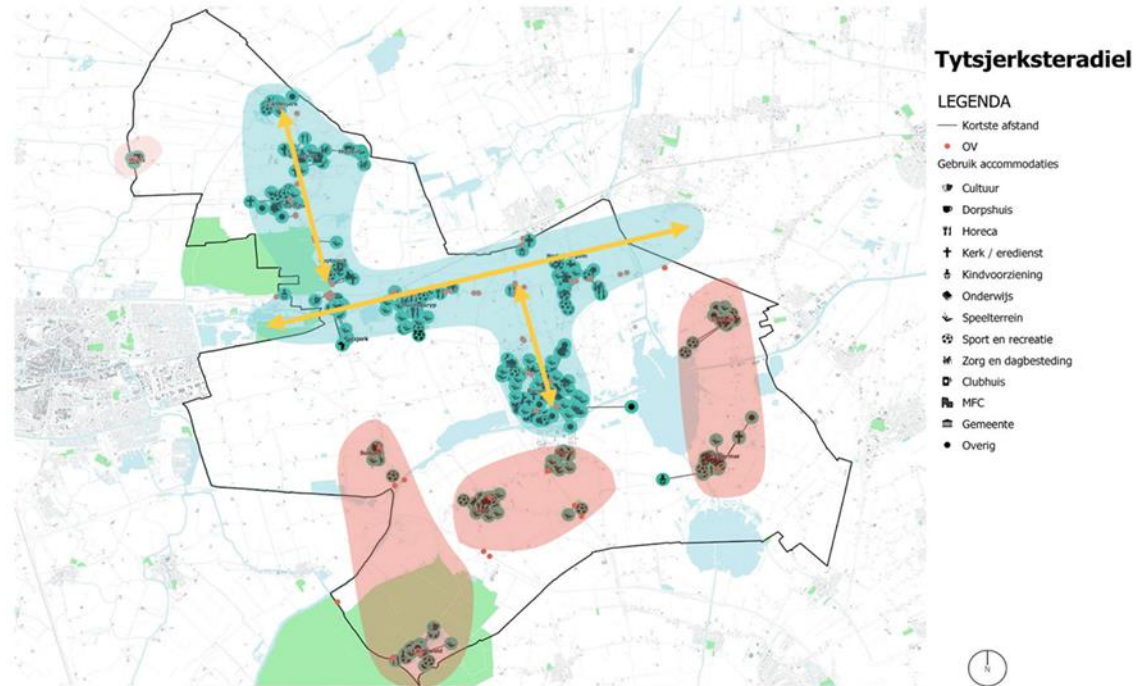 Tytsjerksteradiel
LEGENDA
Kortste afstand
OV
Gebruik accommodaties
Cultuur
Dorpshuis
Horeca
Kerk / eredienst
Kindvoorziening
Onderwijs
Speelterrein
Sport en recreatie
Zorg en dagbesteding
Clubhuis
MFC
Gemeente
Overig
N